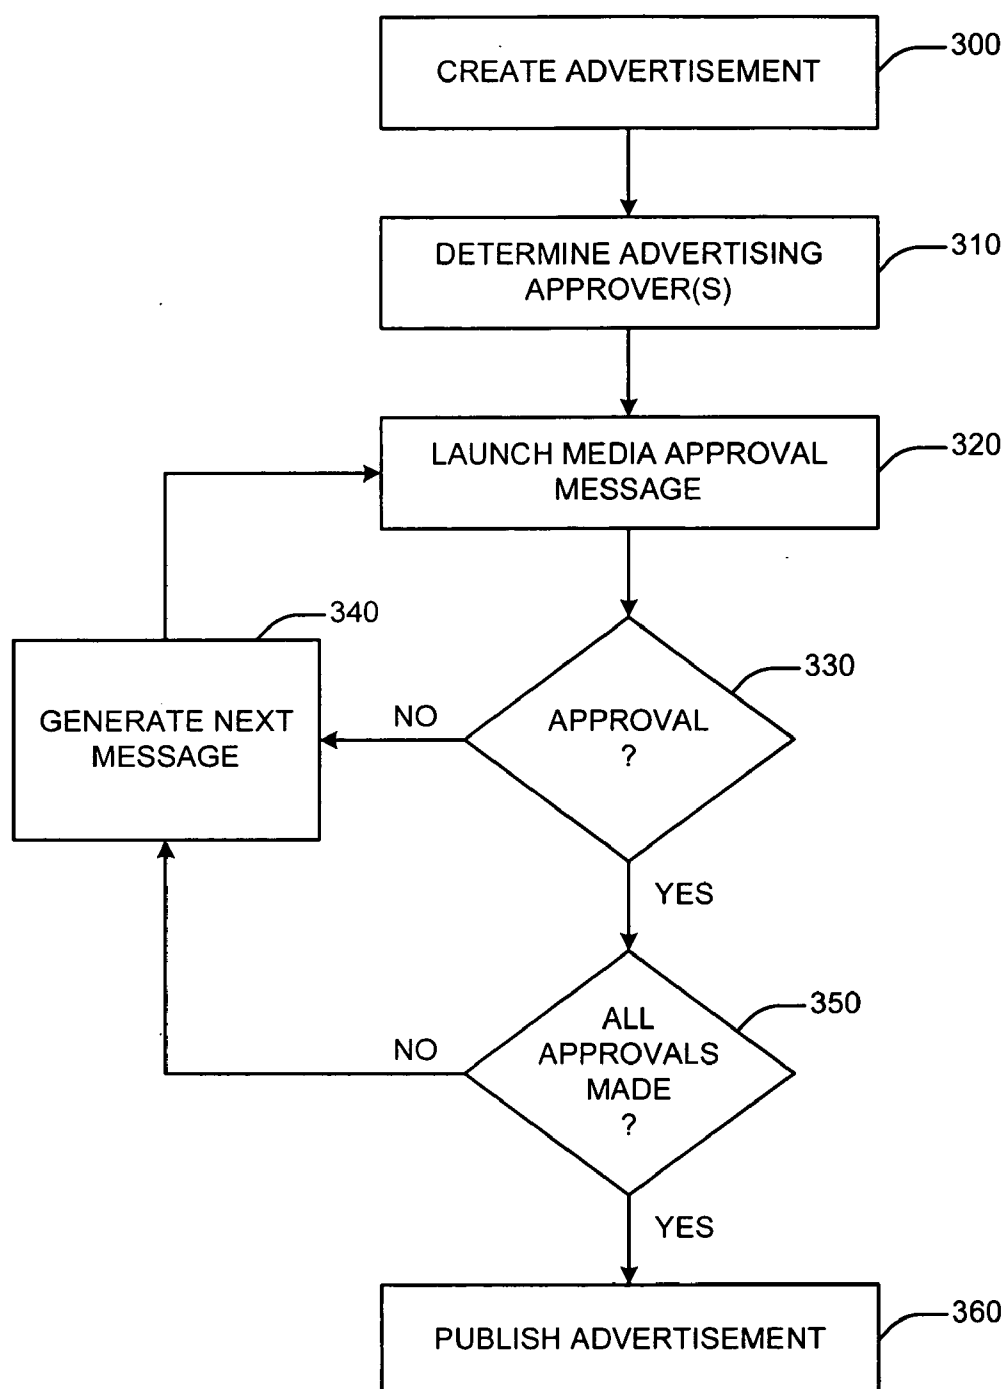 CREATE ADVERTISEMENT
300
DETERMINE ADVERTISING
APPROVER(S)
310
LAUNCH MEDIA APPROVAL
MESSAGE
320
340
GENERATE NEXT
MESSAGE
NO
APPROVAL
?
330
YES
NO
ALL
APPROVALS
MADE
?
350
YES
PUBLISH ADVERTISEMENT
360